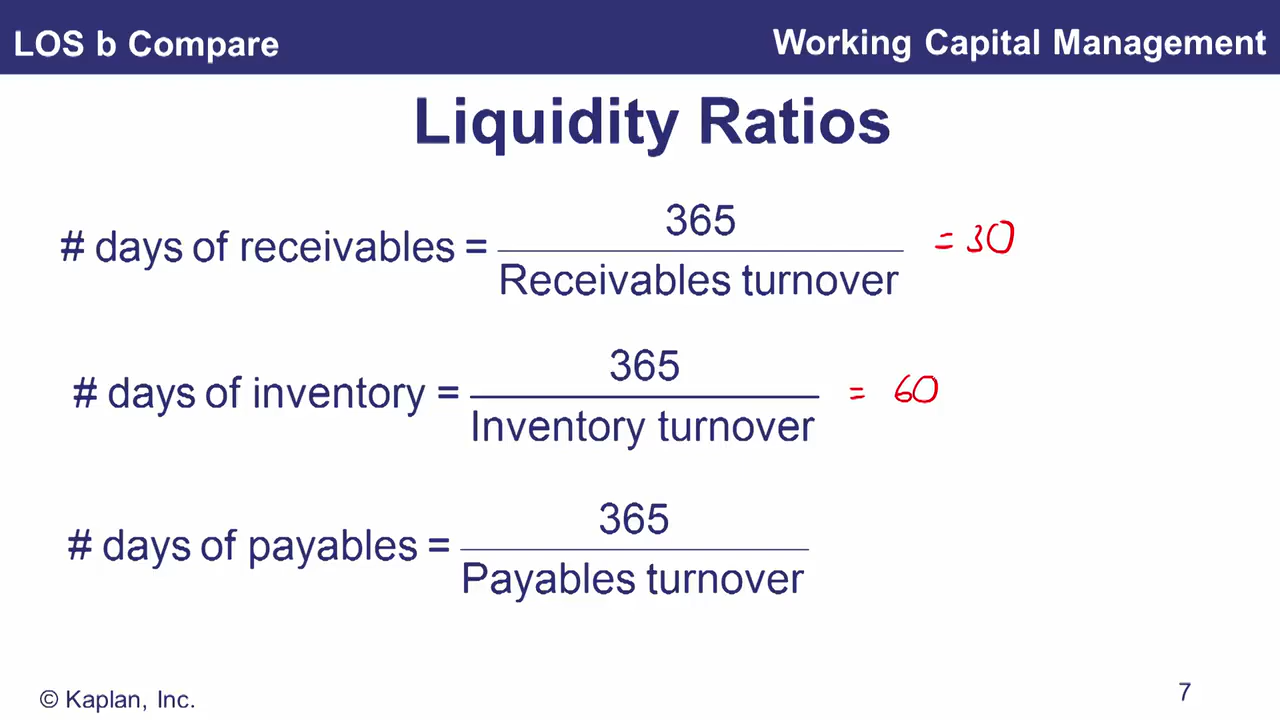 LOS b Compare
Working Capital Management
Liquidity Ratios
# days of receivables = 365 / Receivables turnover = 30
# days of inventory = 365 / Inventory turnover = 60
# days of payables = 365 / Payables turnover
© Kaplan, Inc.
7